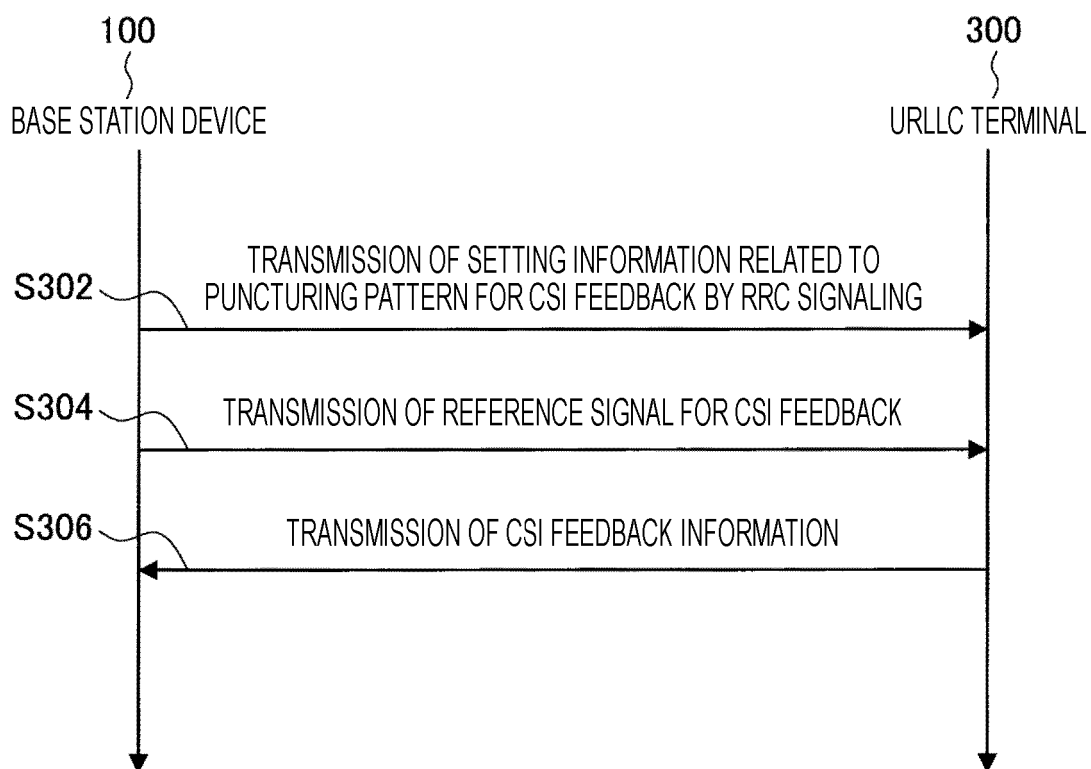 100
300
BASE STATION DEVICE
URLLC TERMINAL
TRANSMISSION OF SETTING INFORMATION RELATED TO
S302
PUNCTURING PATTERN FOR CSI FEEDBACK BY RRC SIGNALING
S304
TRANSMISSION OF REFERENCE SIGNAL FOR CSI FEEDBACK
S306
TRANSMISSION OF CSI FEEDBACK INFORMATION